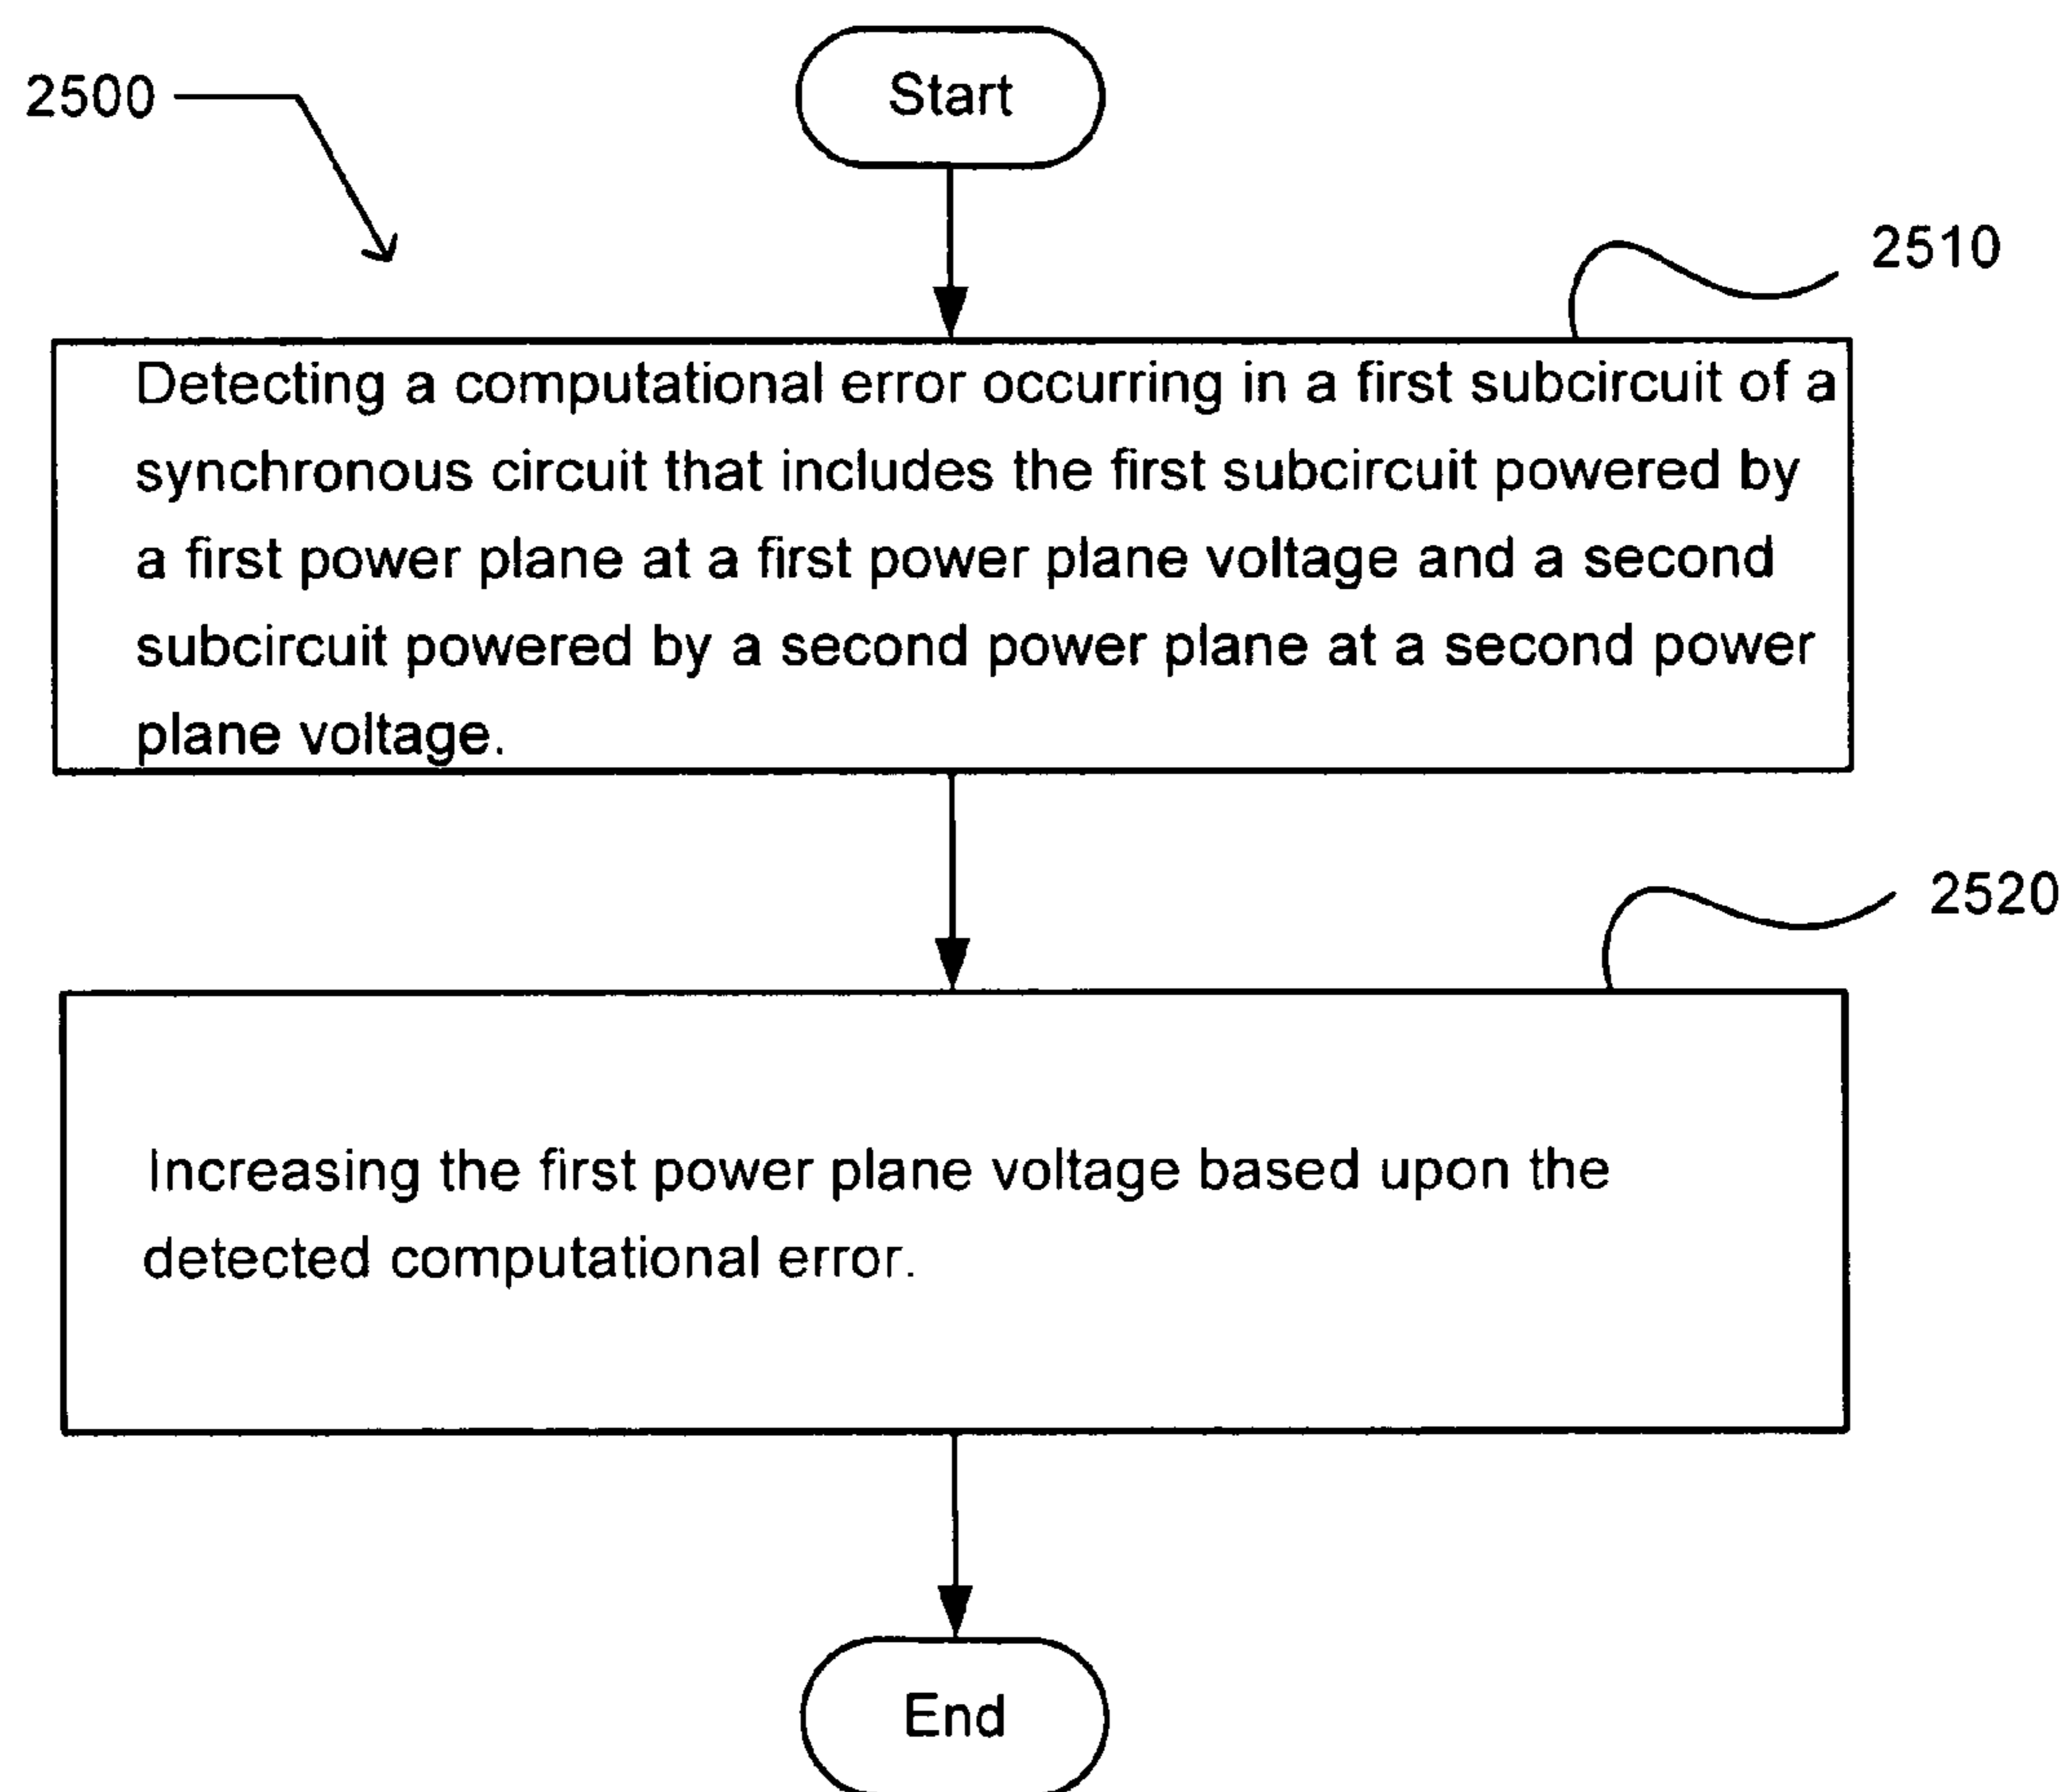 2500
Start
2510
Detecting a computational error occurring in a first subcircuit of a
synchronous circuit that includes the first subcircuit powered by
a first power plane at a first power plane voltage and a second
subcircuit powered by a second power plane at a second power
plane voltage.
2520
Increasing the first power plane voltage based upon the
detected computational error.
End